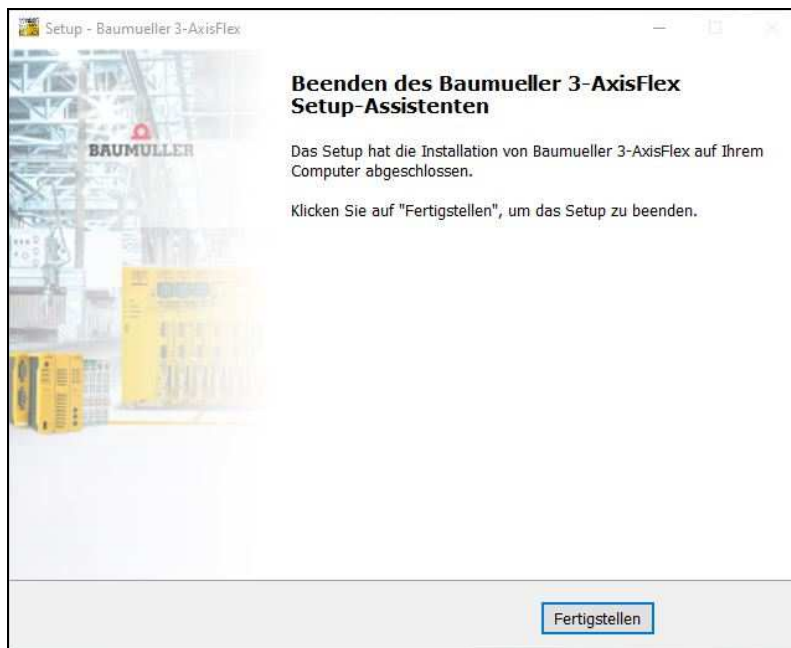 Setup - Baumueller 3-AxisFlex
BAUMÜLLER
Beenden des Baumueller 3-AxisFlex
Setup-Assistenten
Das Setup hat die Installation von Baumueller 3-AxisFlex auf Ihrem
Computer abgeschlossen.
Klicken Sie auf "Fertigstellen", um das Setup zu beenden.
Fertigstellen